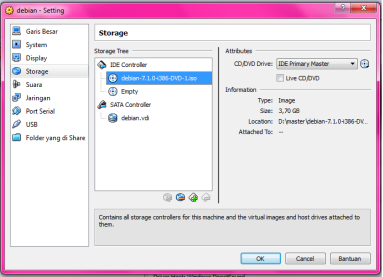 debian - Setting
Garis Besar
System
Display
Storage
Suara
Jaringan
Port Serial
USB
Folder yang di Share
Storage
Storage Tree
IDE Controller
debian-7.1.0-i386-DVD-1.iso
Empty
SATA Controller
debian.vdi
Attributes
CD/DVD Drive: IDE Primary Master
Live CD/DVD
Information
Type: Image
Size: 3,70 GB
Location: D:\master\debian-7.1.0-i386-DV...
Attached To: --
Contains all storage controllers for this machine and the virtual images and host drives attached to
them.
OK Cancel Bantuan